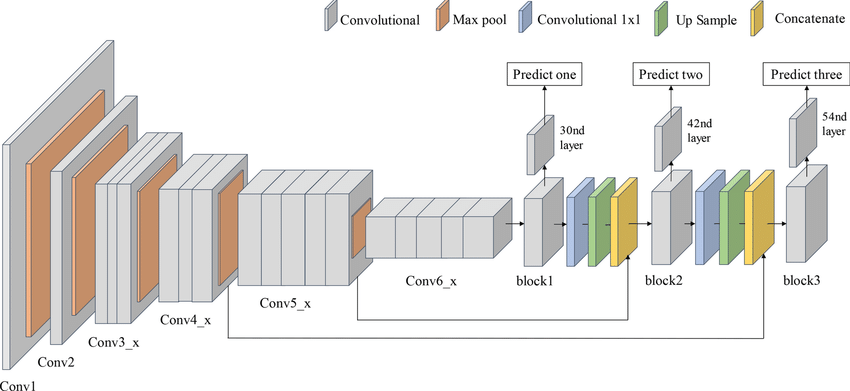 Convolutional
Max pool
Convolutional 1x1
Up Sample
Concatenate
Predict one
Predict two
Predict three
30nd
layer
42nd
layer
54nd
layer
Conv1
Conv2
Conv3_x
Conv4_x
Conv5_x
Conv6_x
block1
block2
block3